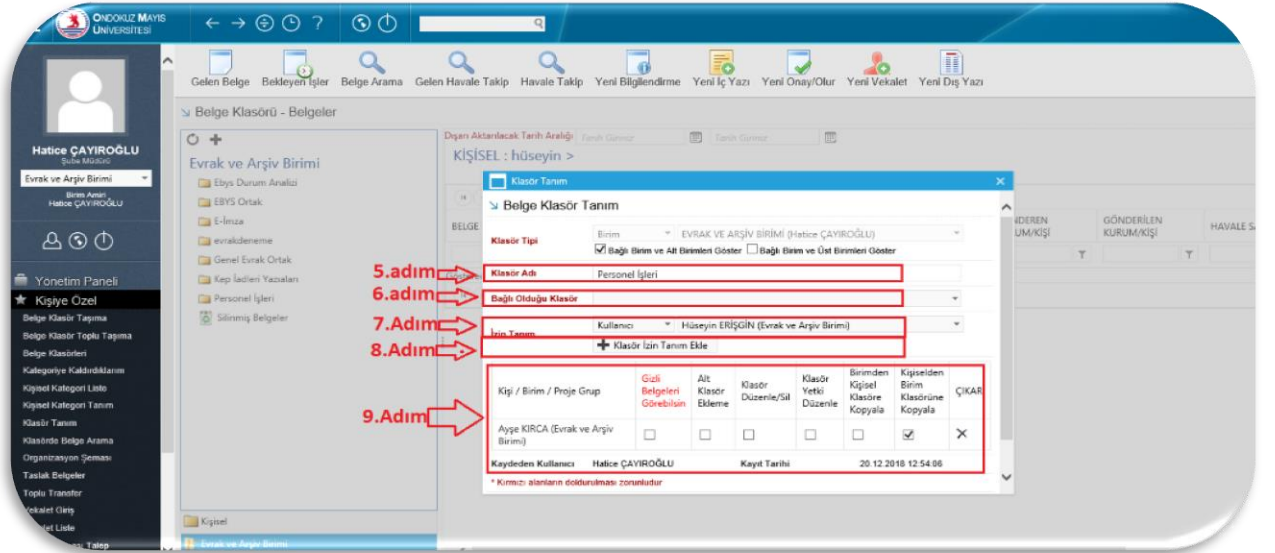 ONDOKUZ MAYIS
ÜNİVERSİTESİ
Gelen Belge
Bekleyen İşler
Belge Arama
Gelen Havale Takip
Havale Takip
Yeni Bilgilendirme
Yeni İç Yazı
Yeni Onay/Olur
Yeni Vekalet
Yeni Dış Yazı
Hatice ÇAYIROĞLU
Şube Müdürü
Evrak ve Arşiv Birimi
Birim Amiri
Hatice ÇAYIROĞLU
Yönetim Paneli
Kişiye Özel
Belge Klasör Taşıma
Belge Klasör Toplu Taşıma
Belge Klasörleri
Kategoriye Kaldırdıklarım
Kişisel Kategori Liste
Kişisel Kategori Tanım
Klasör Tanım
Klasörde Belge Arama
Organizasyon Şeması
Taslak Belgeler
Toplu Transfer
Vekalet Giriş
Liste
Talep
Belge Klasörü - Belgeler
Evrak ve Arşiv Birimi
Ebys Durum Analizi
EBYS Ortak
E-İmza
evrakdeneme
Genel Evrak Ortak
Kep İadleri Yazıaları
Personel İşleri
Silinmiş Belgeler
Kişisel
Evrak ve Arşiv Birimi
Dışarı Aktarılacak Tarih Aralığı
Tarih Giriniz
Tarih Giriniz
KİŞİSEL : hüseyin >
BELGE
GÖNDERİLEN
KURUM/KİŞİ
Klasör Tanım
Belge Klasör Tanım
Klasör Tipi
Birim
EVRAK VE ARŞİV BİRİMİ (Hatice ÇAYIROĞLU)
Bağlı Birim ve Alt Birimleri Göster
Bağlı Birim ve Üst Birimleri Göster
5.adım
Klasör Adı
Personel İşleri
6.adım
Bağlı Olduğu Klasör
7.Adım
İzin Tanım
Kullanıcı
Hüseyin ERİŞGİN (Evrak ve Arşiv Birimi)
8.Adım
Klasör İzin Tanım Ekle
9.Adım
Kişi / Birim / Proje Grup
Gizli
Belgeleri
Görebilsin
Alt
Klasör
Ekleme
Klasör
Düzenle/Sil
Klasör
Yetki
Düzenle
Birimden
Kişisel
Klasöre
Kopyala
Kişiselden
Birim
Klasörüne
Kopyala
ÇIKAR
Ayşe KIRCA (Evrak ve Arşiv
Birimi)
Kaydeden Kullanıcı
Hatice ÇAYIROĞLU
Kayıt Tarihi
20.12.2018 12:54:06
* Kırmızı alanların doldurulması zorunludur